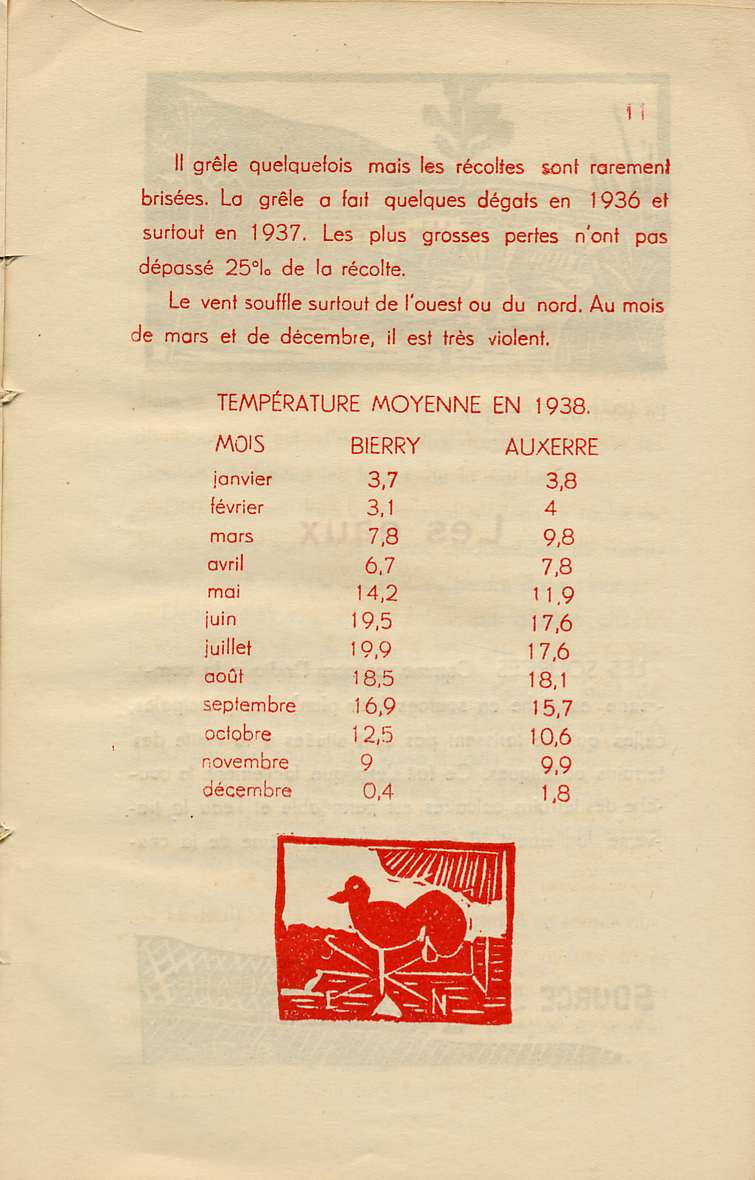 11
Il grêle quelquefois mais les récoltes sont rarement
brisées. La grêle a fait quelques dégats en 1936 et
surtout en 1937. Les plus grosses pertes n'ont pas
dépassé 25°/o de la récolte.
Le vent souffle surtout de l'ouest ou du nord. Au mois
de mars et de décembre, il est très violent.
TEMPÉRATURE MOYENNE EN 1938.
MOIS BIERRY AUXERRE
janvier 3,7 3,8
février 3,1 4
mars 7,8 9,8
avril 6,7 7,8
mai 14,2 11,9
juin 19,5 17,6
juillet 19,9 17,6
août 18,5 18,1
septembre 16,9 15,7
octobre 12,5 10,6
novembre 9 9,9
décembre 0,4 1,8
E N